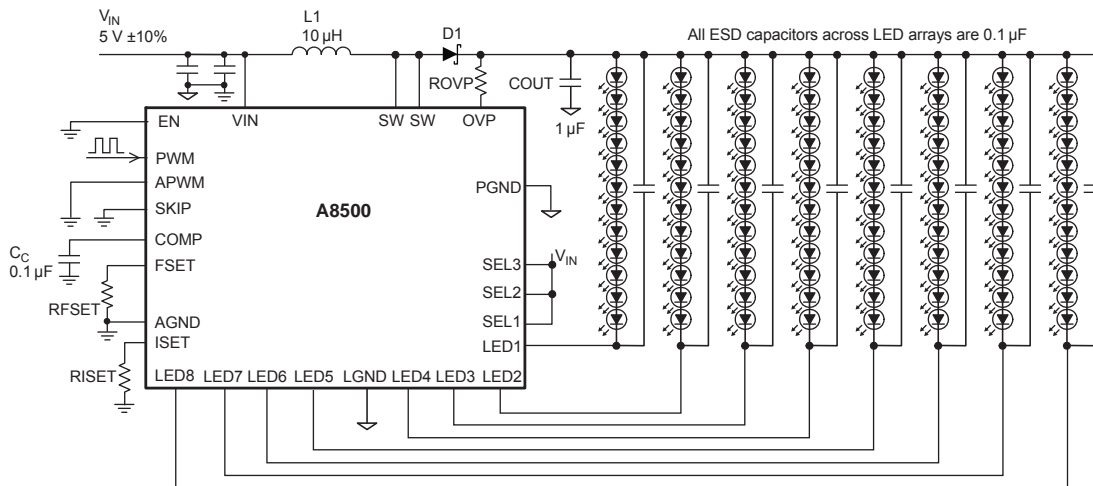 V_IN
5 V ±10%
L1
10 µH
D1
All ESD capacitors across LED arrays are 0.1 µF
ROVP
COUT
1 µF
EN
VIN
SW SW
OVP
PWM
APWM
SKIP
PGND
A8500
COMP
C_C
0.1 µF
FSET
RFSET
AGND
ISET
RISET
V_IN
SEL3
SEL2
SEL1
LED1
LED8 LED7 LED6 LED5 LGND LED4 LED3 LED2